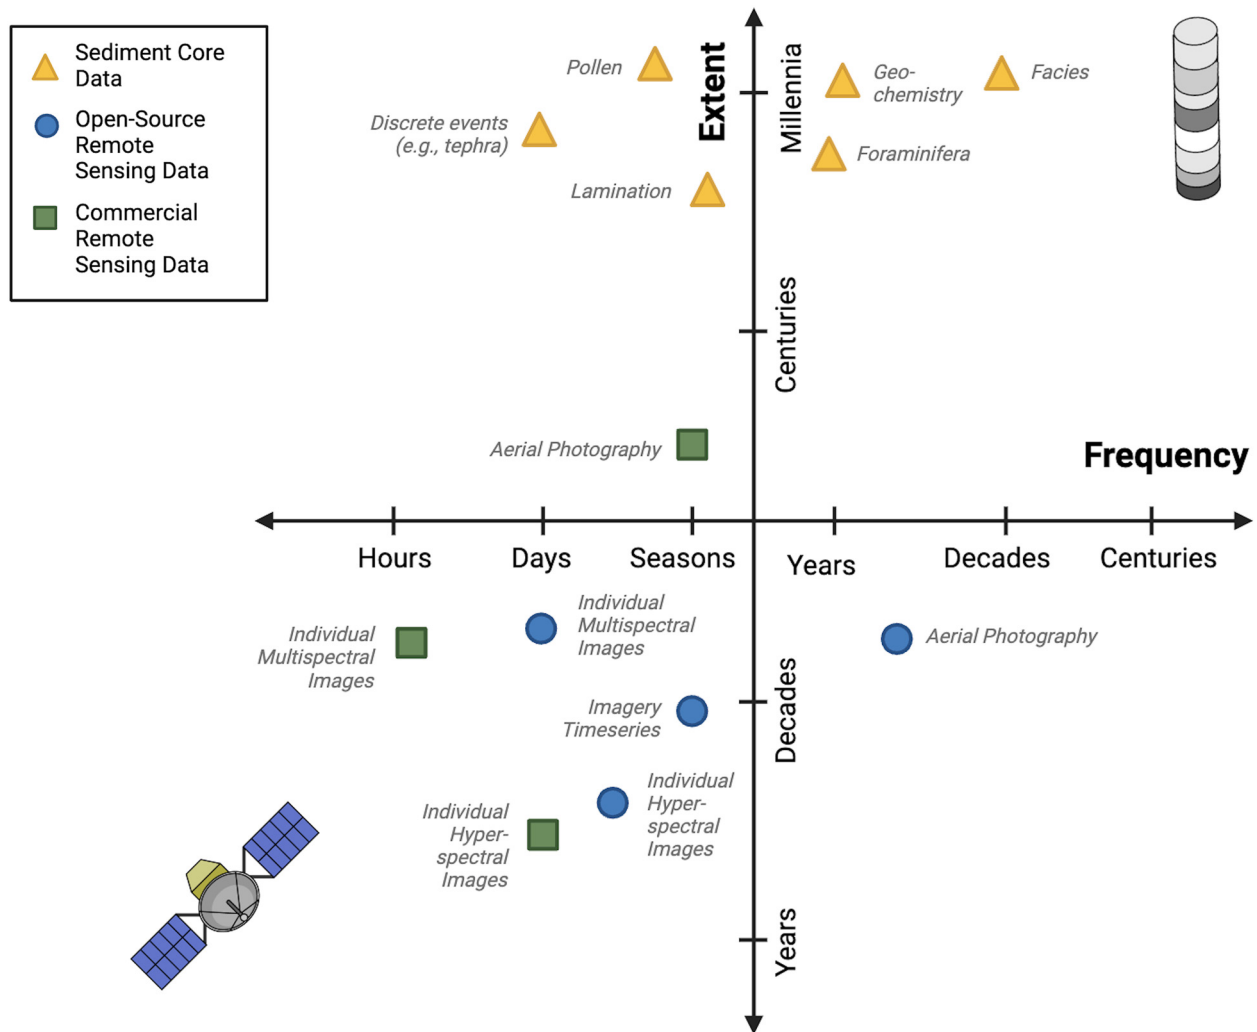 Sediment Core
Data
Open-Source
Remote
Sensing Data
Commercial
Remote
Sensing Data
Extent
Millennia
Centuries
Decades
Years
Frequency
Hours
Days
Seasons
Years
Decades
Centuries
Pollen
Discrete events
(e.g., tephra)
Lamination
Geo-
chemistry
Facies
Foraminifera
Aerial Photography
Individual
Multispectral
Images
Individual
Multispectral
Images
Aerial Photography
Imagery
Timeseries
Individual
Hyper-
spectral
Images
Individual
Hyper-
spectral
Images